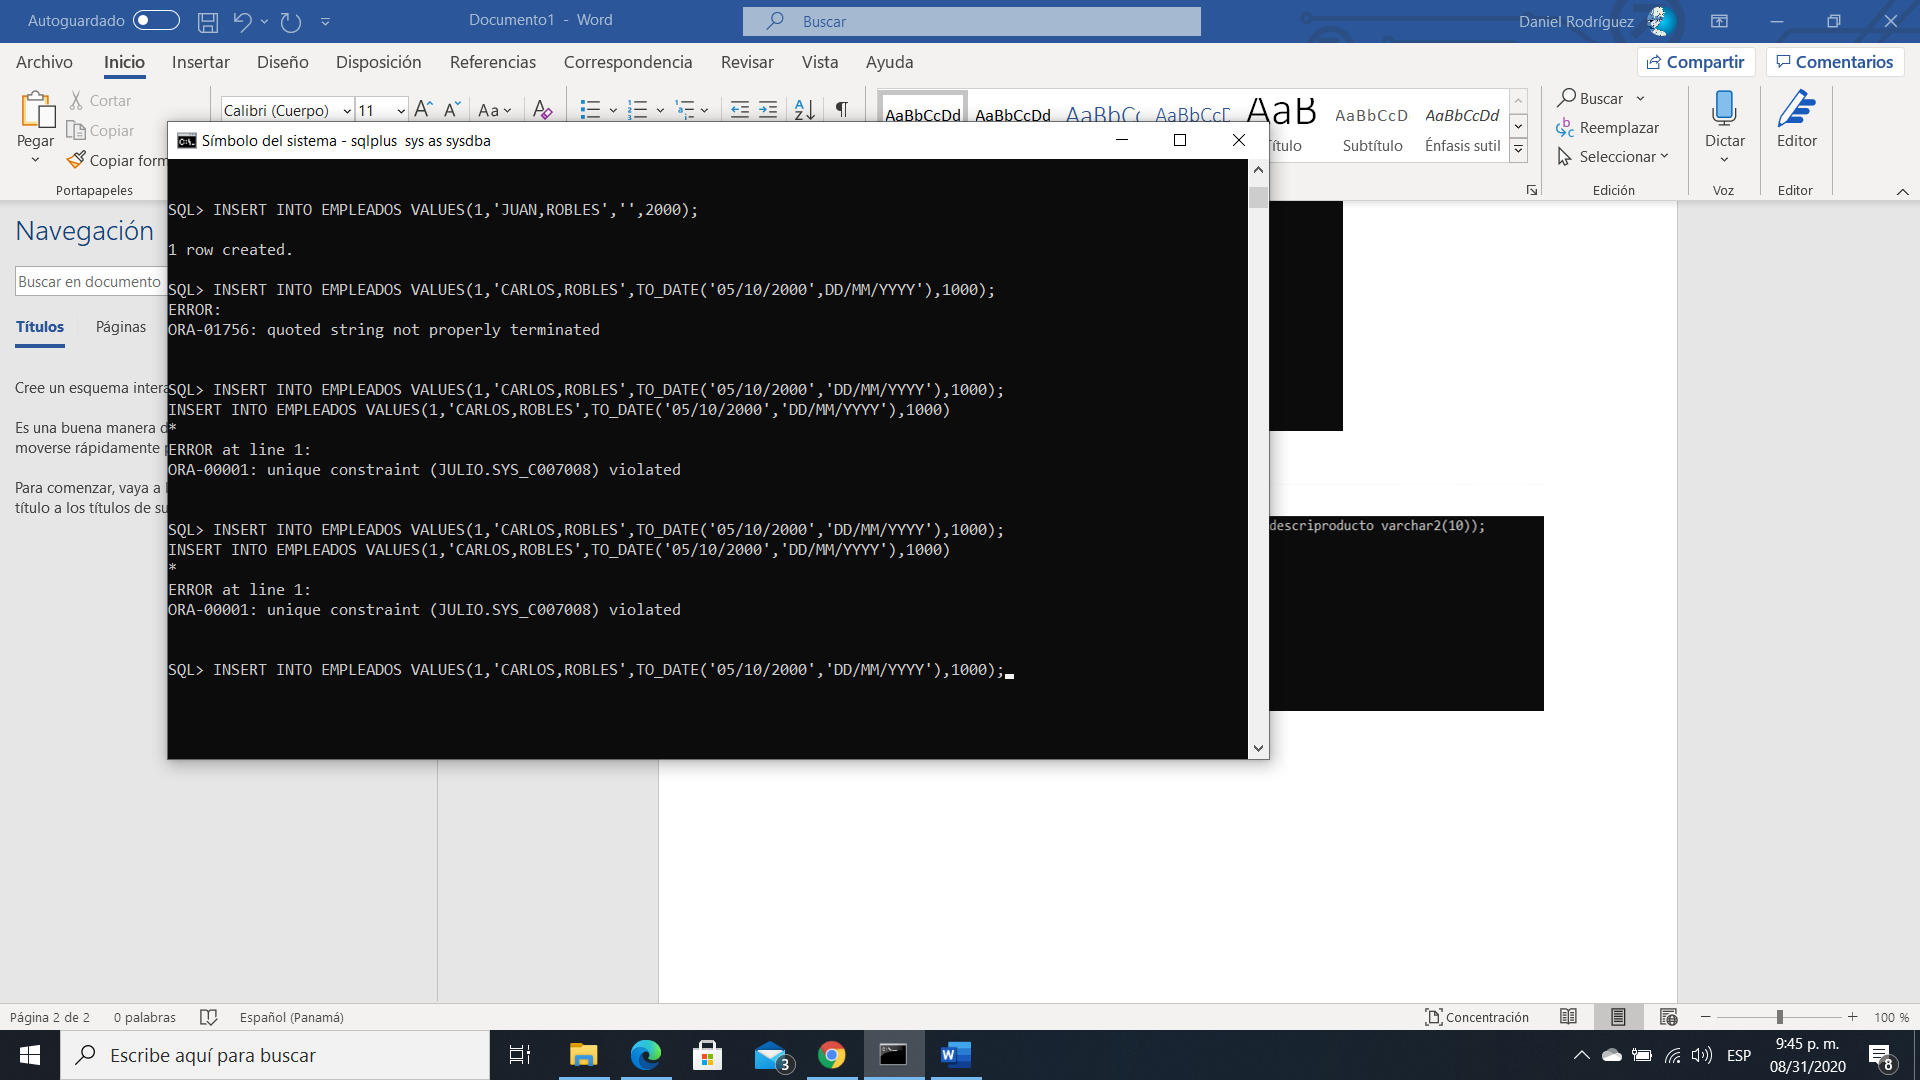 Autoguardado
Documento1 - Word
Buscar
Daniel Rodríguez
Archivo Inicio Insertar Diseño Disposición Referencias Correspondencia Revisar Vista Ayuda
Compartir
Comentarios
Pegar
Cortar
Copiar
Copiar form
Portapapeles
Calibri (Cuerpo) 11
Aa
AaBbCcDd AaBbCcDd AaBbCc AaBbCcD AaB AaBbCcD AaBbCcDd
ítulo Subtítulo Énfasis sutil
Buscar
Reemplazar
Seleccionar
Edición
Dictar
Voz
Editor
Editor
Navegación
Buscar en documento
Títulos Páginas
Cree un esquema intera
Es una buena manera d
moverse rápidamente p
Para comenzar, vaya a l
título a los títulos de su
Símbolo del sistema - sqlplus sys as sysdba
SQL> INSERT INTO EMPLEADOS VALUES(1,'JUAN,ROBLES','',2000);
1 row created.
SQL> INSERT INTO EMPLEADOS VALUES(1,'CARLOS,ROBLES',TO_DATE('05/10/2000',DD/MM/YYYY'),1000);
ERROR:
ORA-01756: quoted string not properly terminated
SQL> INSERT INTO EMPLEADOS VALUES(1,'CARLOS,ROBLES',TO_DATE('05/10/2000','DD/MM/YYYY'),1000);
INSERT INTO EMPLEADOS VALUES(1,'CARLOS,ROBLES',TO_DATE('05/10/2000','DD/MM/YYYY'),1000)
*
ERROR at line 1:
ORA-00001: unique constraint (JULIO.SYS_C007008) violated
SQL> INSERT INTO EMPLEADOS VALUES(1,'CARLOS,ROBLES',TO_DATE('05/10/2000','DD/MM/YYYY'),1000);
INSERT INTO EMPLEADOS VALUES(1,'CARLOS,ROBLES',TO_DATE('05/10/2000','DD/MM/YYYY'),1000)
*
ERROR at line 1:
ORA-00001: unique constraint (JULIO.SYS_C007008) violated
SQL> INSERT INTO EMPLEADOS VALUES(1,'CARLOS,ROBLES',TO_DATE('05/10/2000','DD/MM/YYYY'),1000);
descriproducto varchar2(10));
Página 2 de 2 0 palabras Español (Panamá)
Concentración
100 %
Escribe aquí para buscar
3
ESP
9:45 p. m.
08/31/2020
8